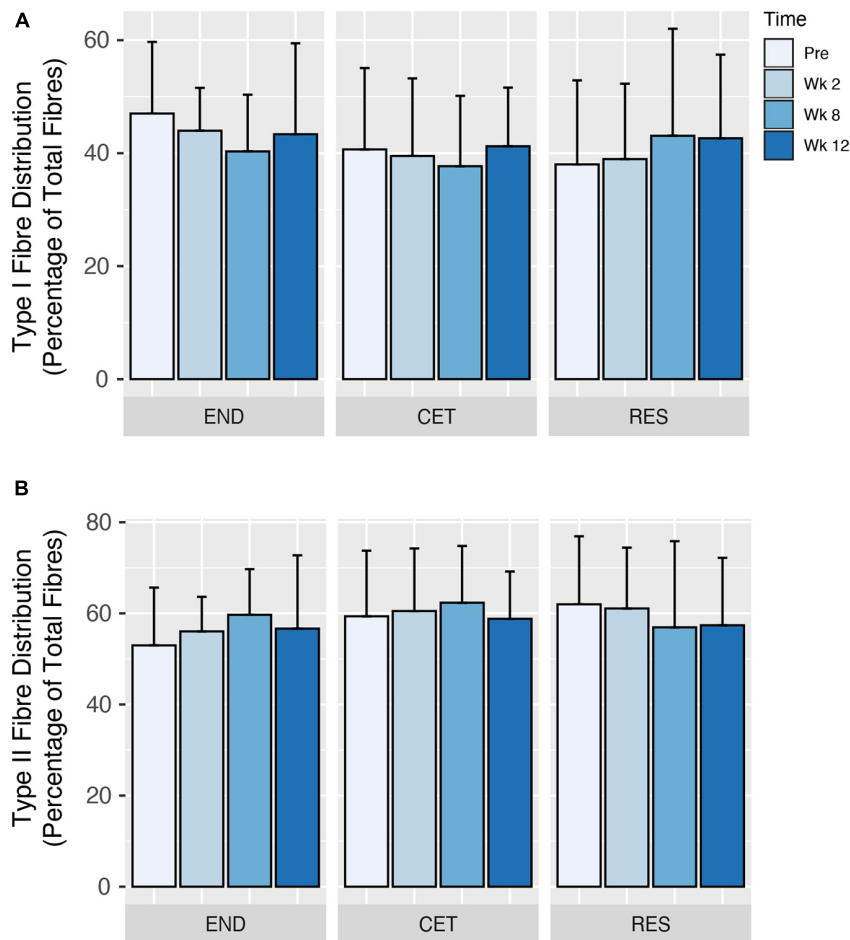 A
Type I Fibre Distribution
(Percentage of Total Fibres)
60
40
20
0
END CET RES
Time
Pre
Wk 2
Wk 8
Wk 12
B
Type II Fibre Distribution
(Percentage of Total Fibres)
80
60
40
20
0
END CET RES